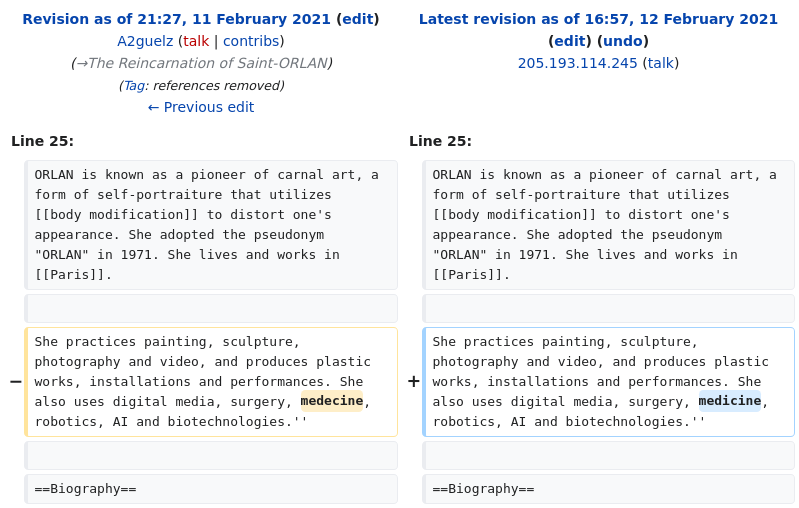 Revision as of 21:27, 11 February 2021 (edit)
A2guelz (talk | contribs)
(→The Reincarnation of Saint-ORLAN)
(Tag: references removed)
← Previous edit
Latest revision as of 16:57, 12 February 2021
(edit) (undo)
205.193.114.245 (talk)
Line 25:
Line 25:
ORLAN is known as a pioneer of carnal art, a
form of self-portraiture that utilizes
[[body modification]] to distort one's
appearance. She adopted the pseudonym
"ORLAN" in 1971. She lives and works in
[[Paris]].
ORLAN is known as a pioneer of carnal art, a
form of self-portraiture that utilizes
[[body modification]] to distort one's
appearance. She adopted the pseudonym
"ORLAN" in 1971. She lives and works in
[[Paris]].
−
She practices painting, sculpture,
photography and video, and produces plastic
works, installations and performances. She
also uses digital media, surgery, medecine,
robotics, AI and biotechnologies.''
+
She practices painting, sculpture,
photography and video, and produces plastic
works, installations and performances. She
also uses digital media, surgery, medicine,
robotics, AI and biotechnologies.''
==Biography==
==Biography==